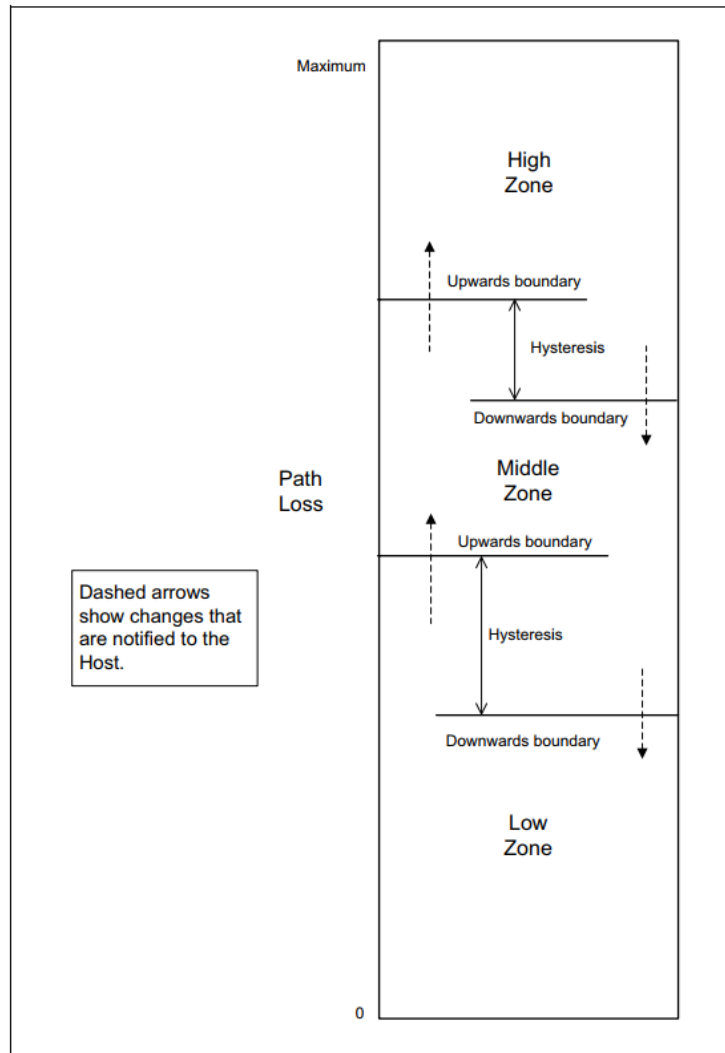 Maximum
High
Zone
Upwards boundary
Hysteresis
Downwards boundary
Middle
Zone
Path
Loss
Upwards boundary
Dashed arrows
show changes that
are notified to the
Host.
Hysteresis
Downwards boundary
Low
Zone
0